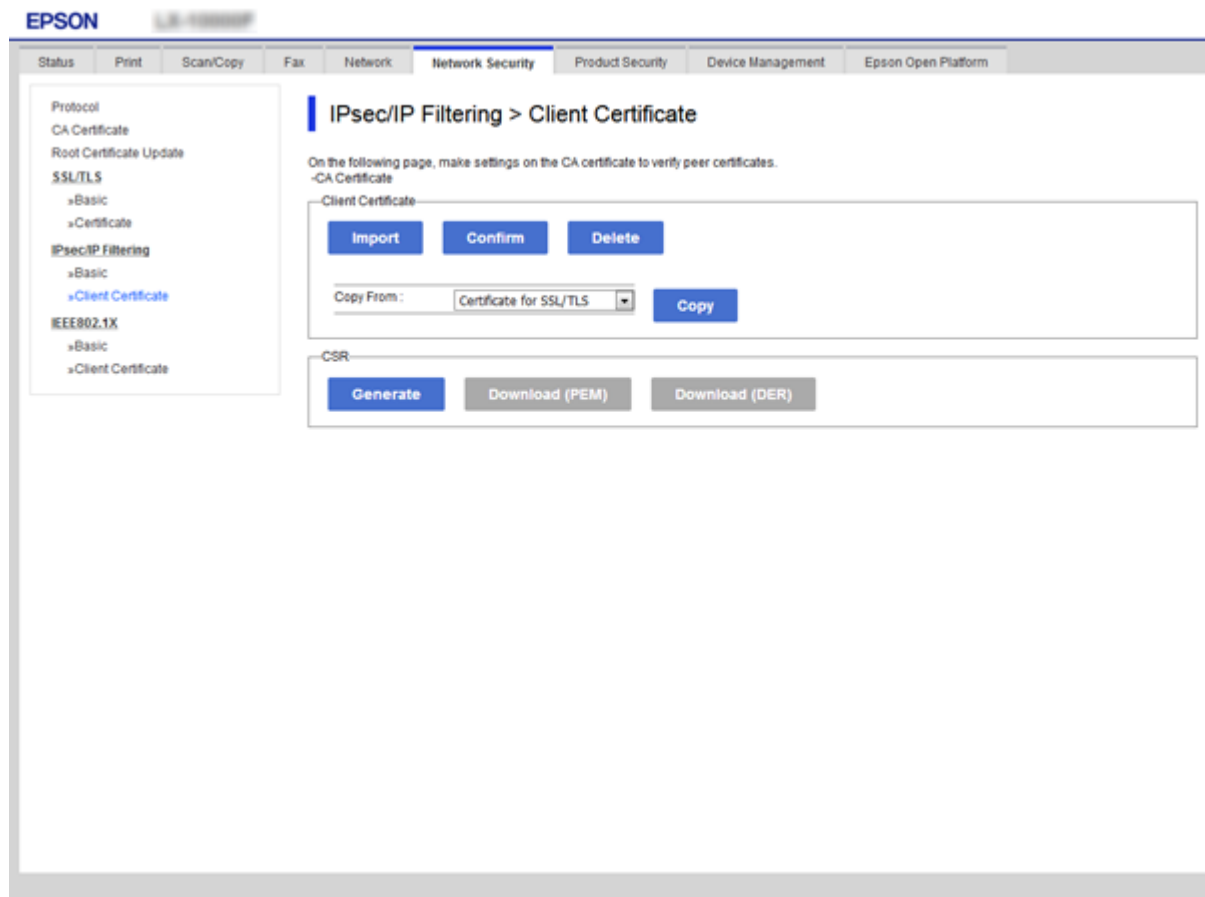 EPSON
Status Print Scan/Copy Fax Network Network Security Product Security Device Management Epson Open Platform
Protocol
CA Certificate
Root Certificate Update
SSL/TLS
»Basic
»Certificate
IPsec/IP Filtering
»Basic
»Client Certificate
IEEE802.1X
»Basic
»Client Certificate
IPsec/IP Filtering > Client Certificate
On the following page, make settings on the CA certificate to verify peer certificates.
-CA Certificate
Client Certificate
Import Confirm Delete
Copy From : Certificate for SSL/TLS Copy
CSR
Generate Download (PEM) Download (DER)